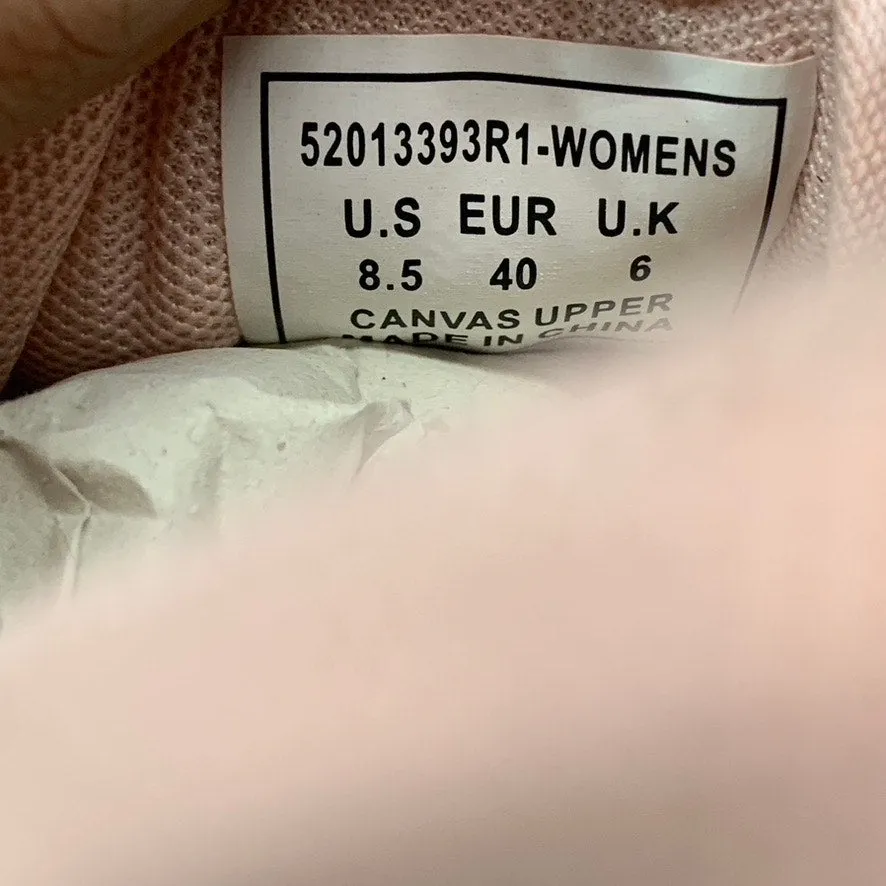 52013393R1-WOMENS
U.S EUR U.K
8.5 40 6
CANVAS UPPER
MADE IN CHINA